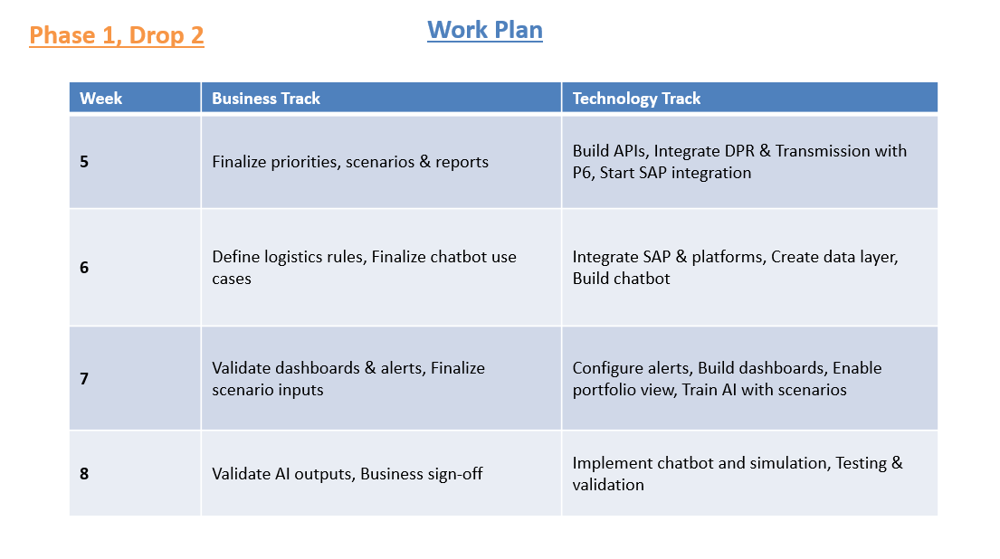 Phase 1, Drop 2
Work Plan
Week
Business Track
Technology Track
5
Finalize priorities, scenarios & reports
Build APIs, Integrate DPR & Transmission with
P6, Start SAP integration
6
Define logistics rules, Finalize chatbot use
cases
Integrate SAP & platforms, Create data layer,
Build chatbot
7
Validate dashboards & alerts, Finalize
scenario inputs
Configure alerts, Build dashboards, Enable
portfolio view, Train AI with scenarios
8
Validate AI outputs, Business sign-off
Implement chatbot and simulation, Testing &
validation